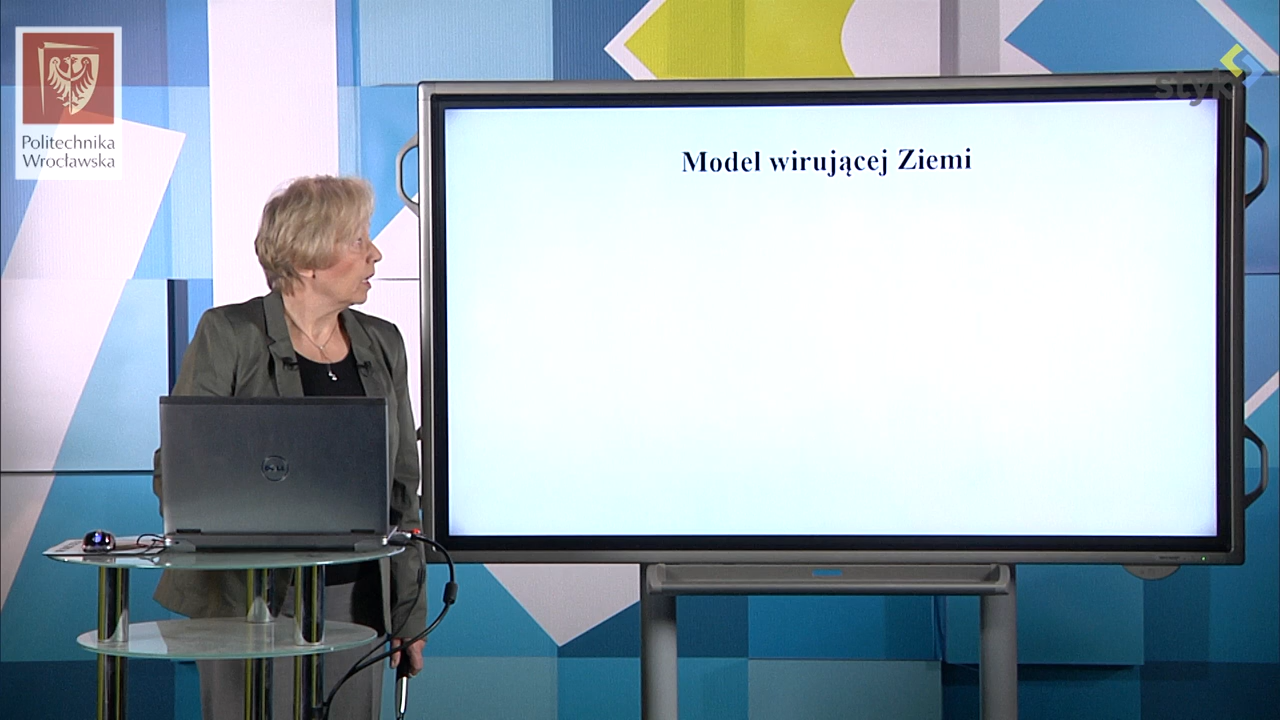 Politechnika
Wrocławska
styk
Model wirującej Ziemi
DELL